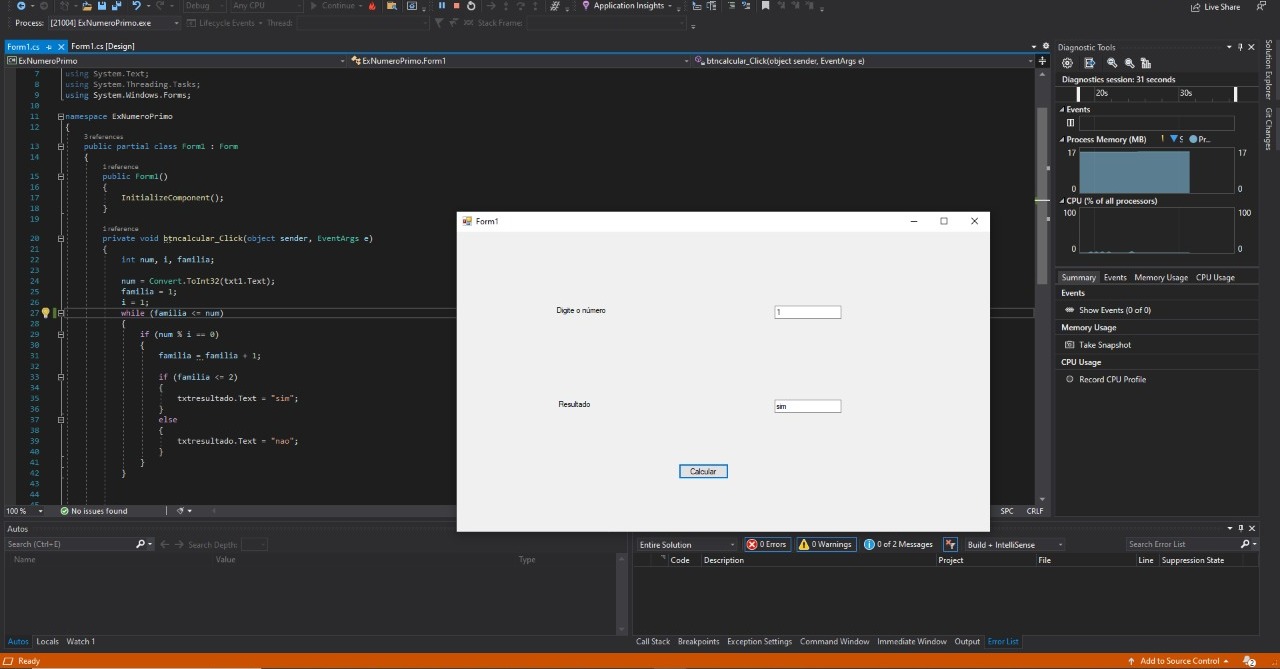 Debug
Any CPU
Continue
Application Insights
Live Share
Process: [21004] ExNumeroPrimo.exe
Lifecycle Events
Thread:
Stack Frame:
Form1.cs
Form1.cs [Design]
ExNumeroPrimo
ExNumeroPrimo.Form1
btncalcular_Click(object sender, EventArgs e)
7 using System.Text;
8 using System.Threading.Tasks;
9 using System.Windows.Forms;
10
11 namespace ExNumeroPrimo
12 {
3 references
13 public partial class Form1 : Form
14 {
1 reference
15 public Form1()
16 {
17 InitializeComponent();
18 }
19
1 reference
20 private void btncalcular_Click(object sender, EventArgs e)
21 {
22 int num, i, familia;
23
24 num = Convert.ToInt32(txt1.Text);
25 familia = 1;
26 i = 1;
27 while (familia <= num)
28 {
29 if (num % i == 0)
30 {
31 familia = familia + 1;
32
33 if (familia <= 2)
34 {
35 txtresultado.Text = "sim";
36 }
37 else
38 {
39 txtresultado.Text = "nao";
40 }
41 }
42 }
43
44
45
100 %
No issues found
SPC
CRLF
Form1
Digite o número
1
Resultado
sim
Calcular
Diagnostic Tools
Diagnostics session: 31 seconds
20s
30s
Events
Process Memory (MB)
S
Pr...
17
17
0
0
CPU (% of all processors)
100
100
0
0
Summary
Events
Memory Usage
CPU Usage
Events
Show Events (0 of 0)
Memory Usage
Take Snapshot
CPU Usage
Record CPU Profile
Solution Explorer
Git Changes
Autos
Search (Ctrl+E)
Search Depth:
Name
Value
Type
Autos
Locals
Watch 1
Entire Solution
0 Errors
0 Warnings
0 of 2 Messages
Build + IntelliSense
Search Error List
Code
Description
Project
File
Line
Suppression State
Call Stack
Breakpoints
Exception Settings
Command Window
Immediate Window
Output
Error List
Ready
Add to Source Control
2